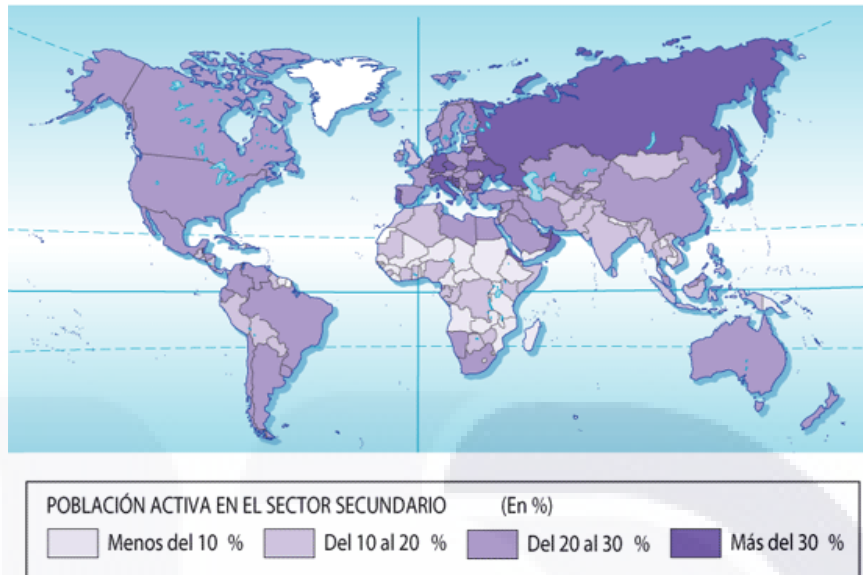 POBLACIÓN ACTIVA EN EL SECTOR SECUNDARIO (En %)
Menos del 10 % Del 10 al 20 % Del 20 al 30 % Más del 30 %